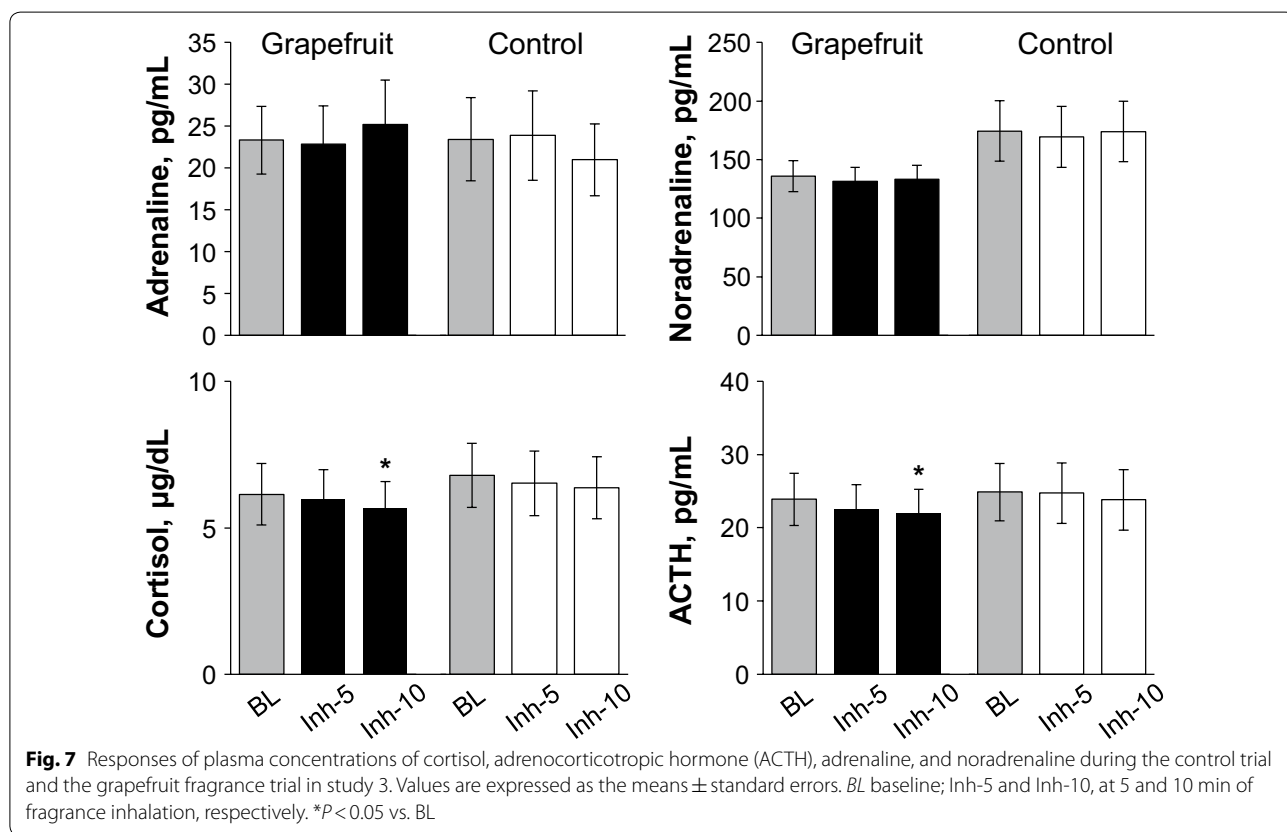 Grapefruit Control
Adrenaline, pg/mL
35
30
25
20
15
10
5
0
Grapefruit Control
Noradrenaline, pg/mL
250
200
150
100
50
0
Cortisol, µg/dL
10
5
0
*
BL Inh-5 Inh-10 BL Inh-5 Inh-10
ACTH, pg/mL
40
30
20
10
0
*
BL Inh-5 Inh-10 BL Inh-5 Inh-10
Fig. 7 Responses of plasma concentrations of cortisol, adrenocorticotropic hormone (ACTH), adrenaline, and noradrenaline during the control trial
and the grapefruit fragrance trial in study 3. Values are expressed as the means ± standard errors. BL baseline; Inh-5 and Inh-10, at 5 and 10 min of
fragrance inhalation, respectively. *P < 0.05 vs. BL